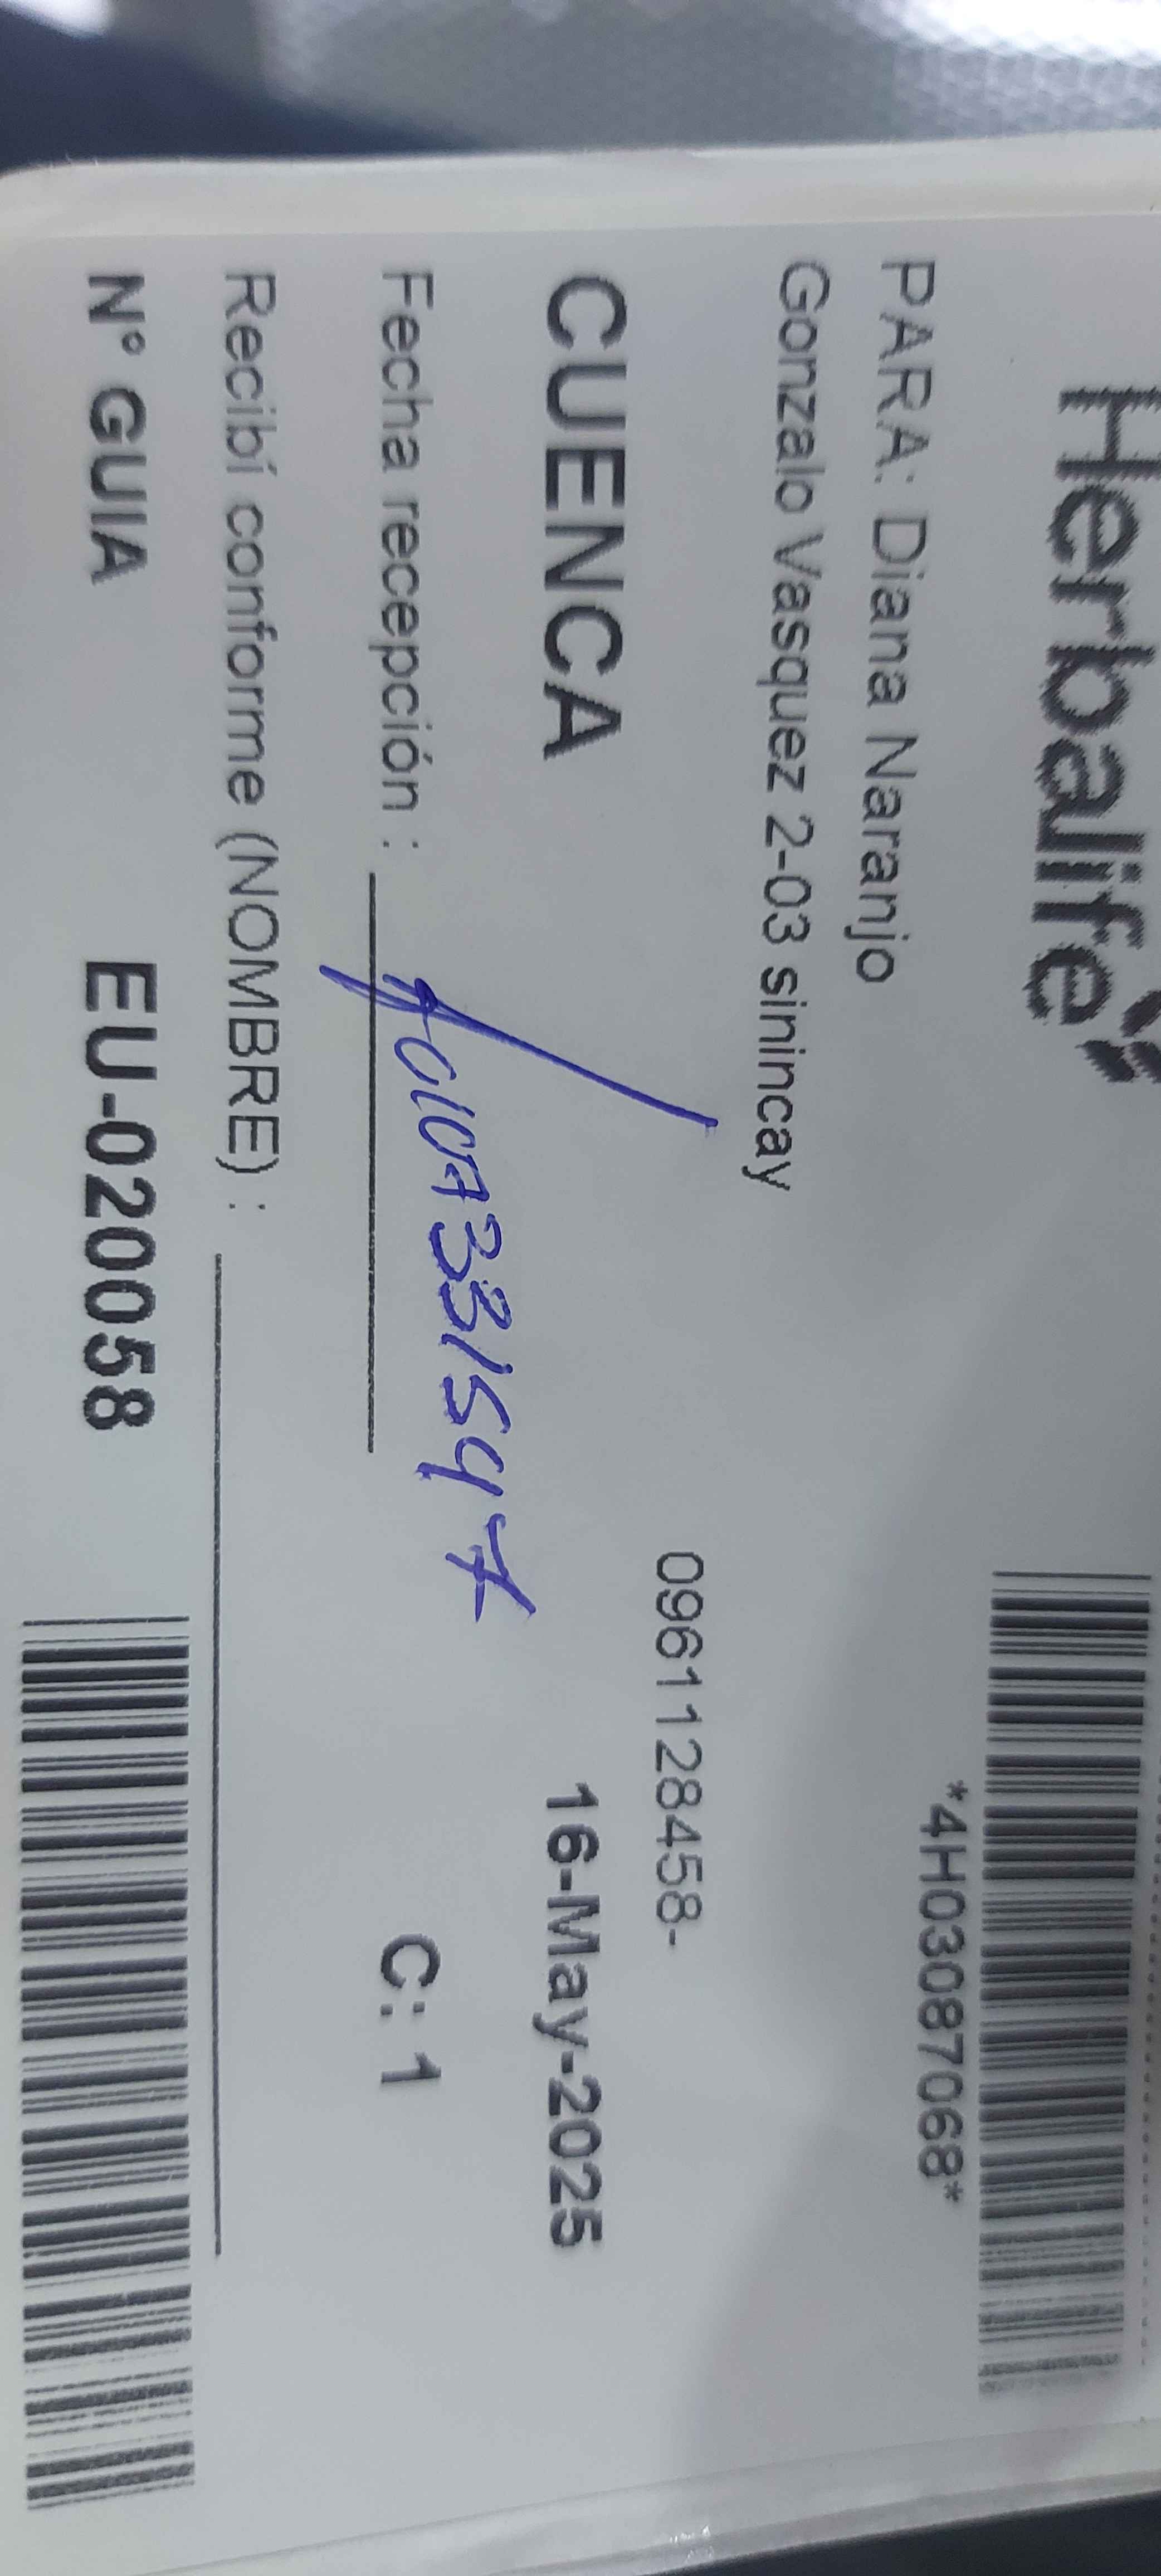 Herbalife
*4H03087068*
PARA: Diana Naranjo
Gonzalo Vasquez 2-03 sinincay
0961128458-
CUENCA 16-May-2025
Fecha recepción : C: 1
Recibí conforme (NOMBRE) :
N° GUIA EU-020058